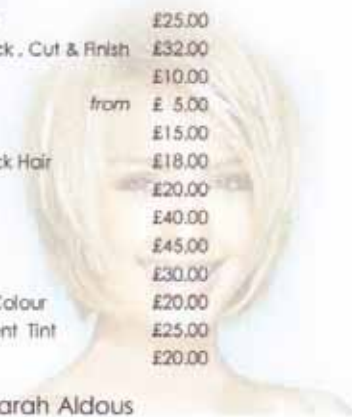 £25.00
ck , Cut & Finish £32.00
£10.00
from £ 5.00
£15.00
ck Hair £18.00
£20.00
£40.00
£45.00
£30.00
Colour £20.00
ent Tint £25.00
£20.00
arah Aldous